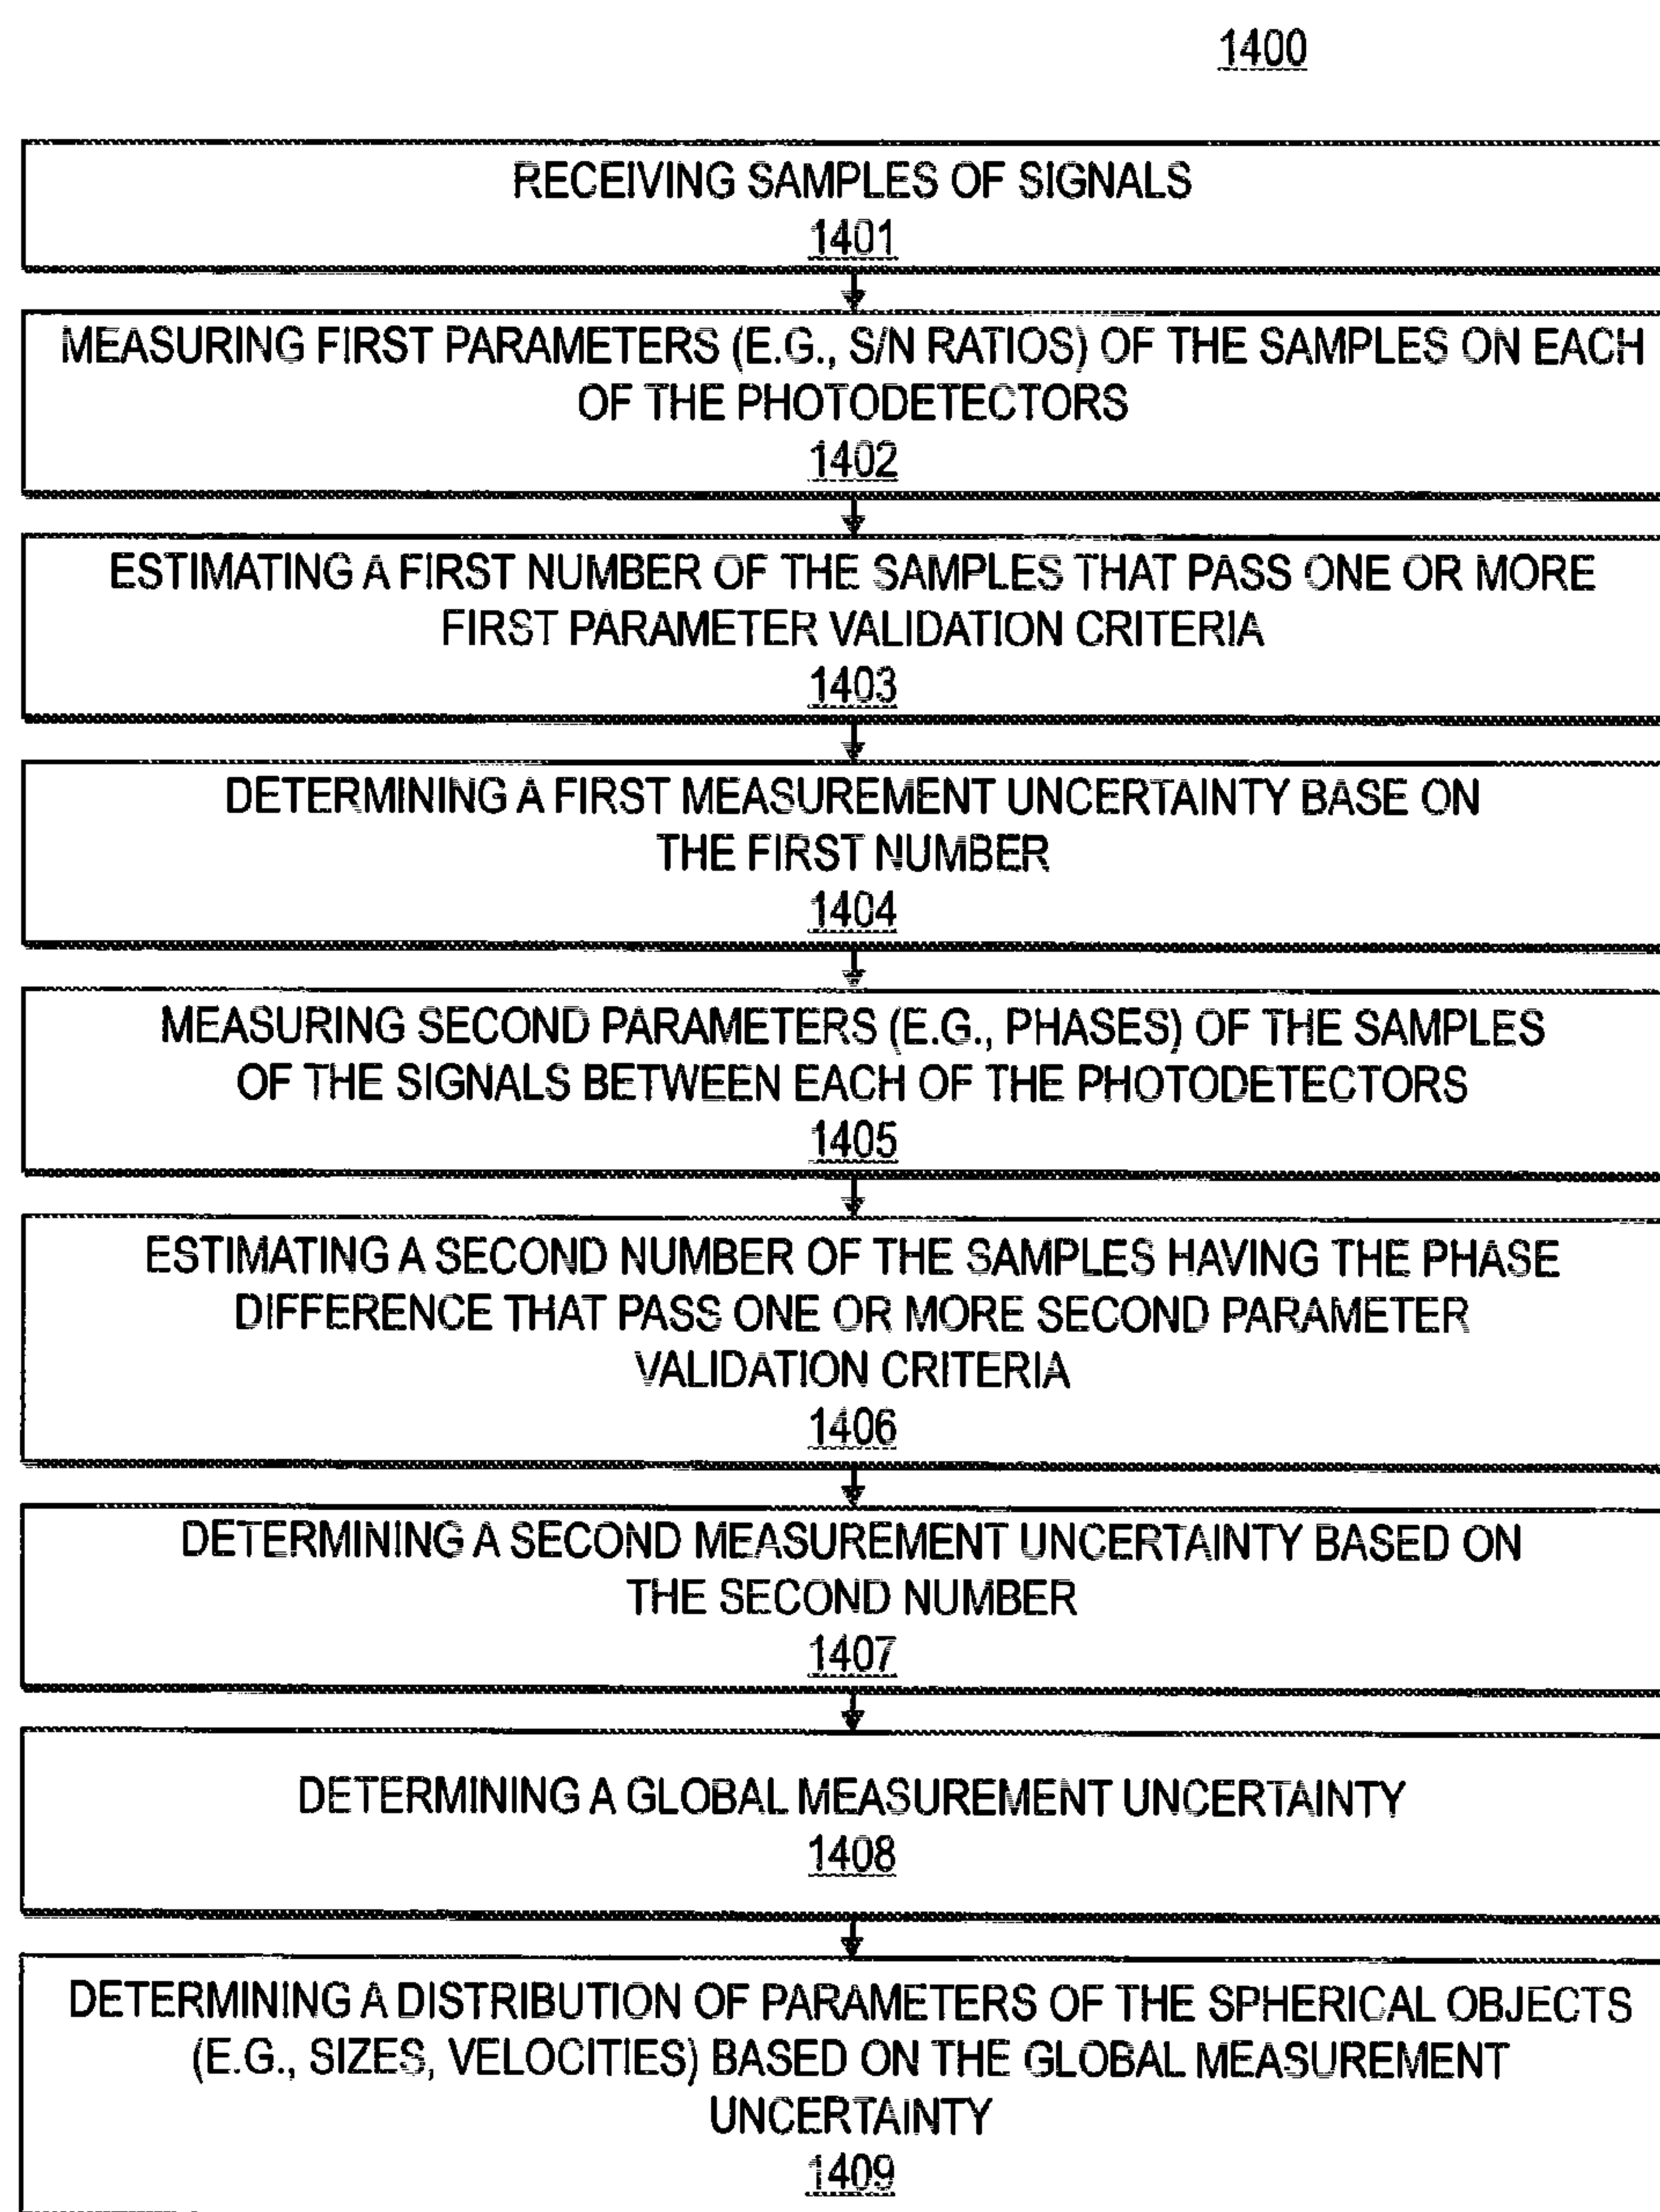 1400
RECEIVING SAMPLES OF SIGNALS
1401
MEASURING FIRST PARAMETERS (E.G., S/N RATIOS) OF THE SAMPLES ON EACH
OF THE PHOTODETECTORS
1402
ESTIMATING A FIRST NUMBER OF THE SAMPLES THAT PASS ONE OR MORE
FIRST PARAMETER VALIDATION CRITERIA
1403
DETERMINING A FIRST MEASUREMENT UNCERTAINTY BASE ON
THE FIRST NUMBER
1404
MEASURING SECOND PARAMETERS (E.G., PHASES) OF THE SAMPLES
OF THE SIGNALS BETWEEN EACH OF THE PHOTODETECTORS
1405
ESTIMATING A SECOND NUMBER OF THE SAMPLES HAVING THE PHASE
DIFFERENCE THAT PASS ONE OR MORE SECOND PARAMETER
VALIDATION CRITERIA
1406
DETERMINING A SECOND MEASUREMENT UNCERTAINTY BASED ON
THE SECOND NUMBER
1407
DETERMINING A GLOBAL MEASUREMENT UNCERTAINTY
1408
DETERMINING A DISTRIBUTION OF PARAMETERS OF THE SPHERICAL OBJECTS
(E.G., SIZES, VELOCITIES) BASED ON THE GLOBAL MEASUREMENT
UNCERTAINTY
1409